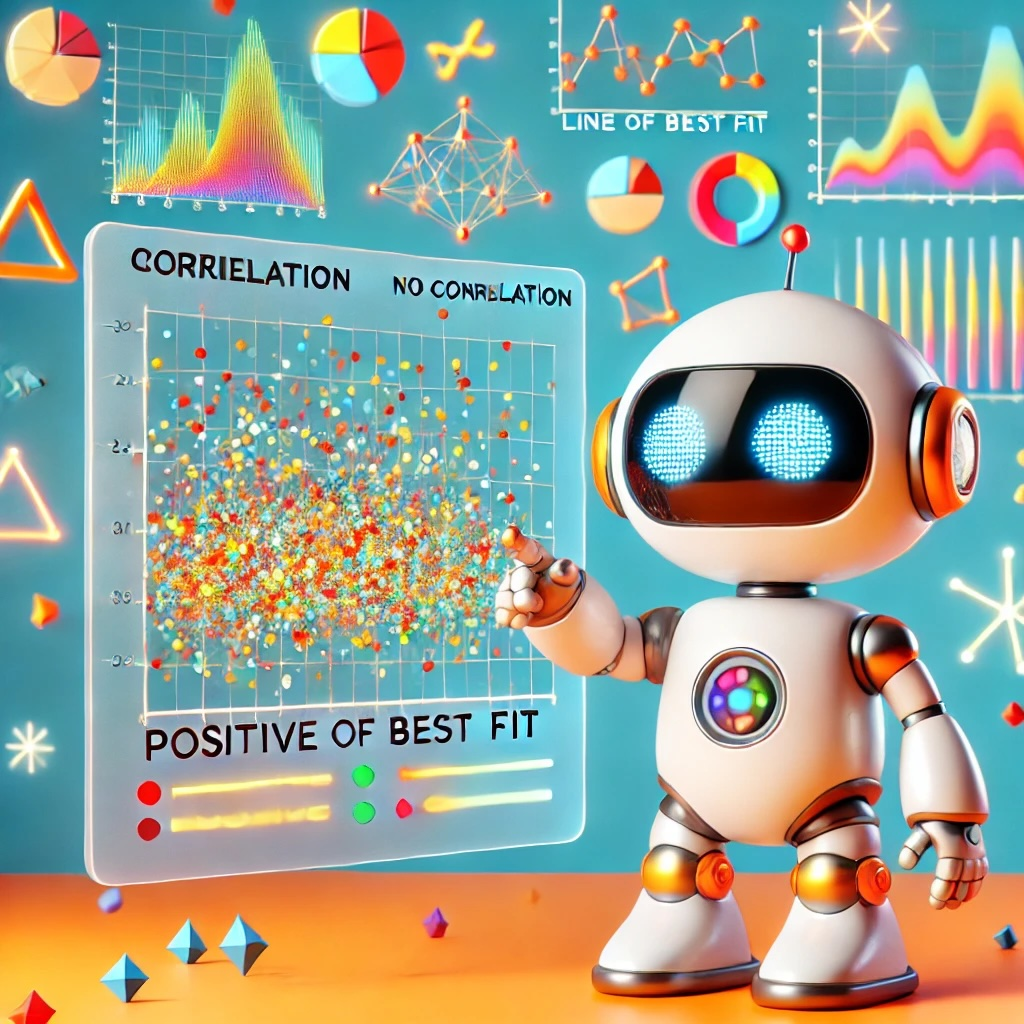 LINE OF BEST FIT
CORRIELATION
NO CONRELATION
POSITIVE OF BEST FIT